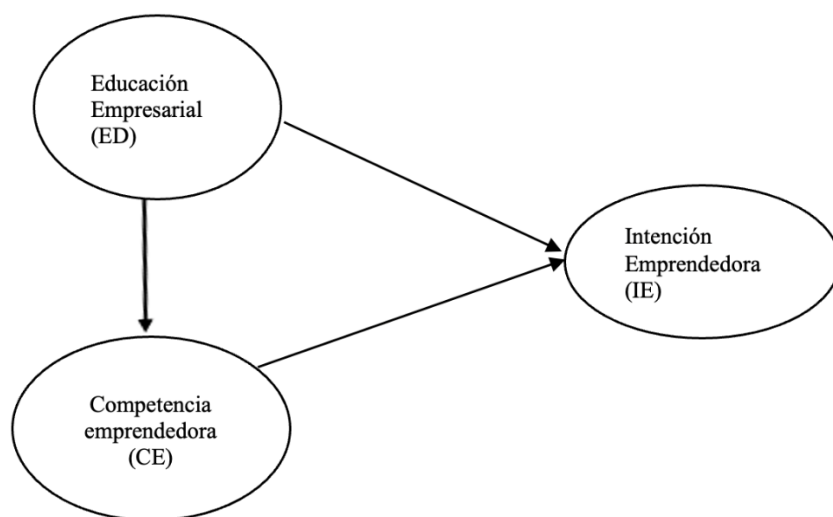 Educación
Empresarial
(ED)
Intención
Emprendedora
(IE)
Competencia
emprendedora
(CE)